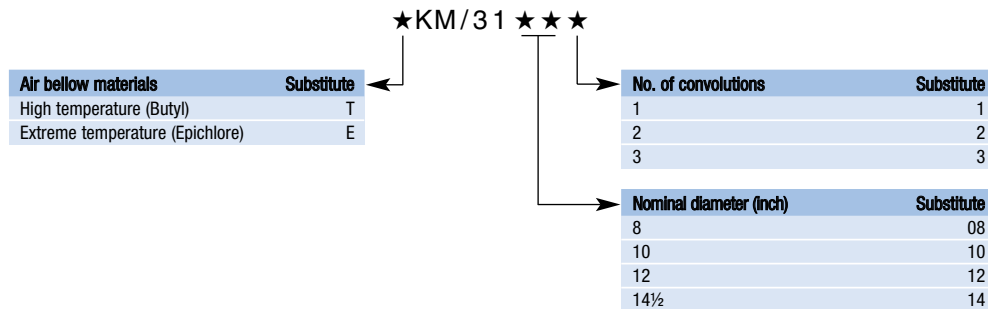 ★KM/31★★★
Air bellow materials Substitute
High temperature (Butyl) T
Extreme temperature (Epichlore) E
No. of convolutions Substitute
1 1
2 2
3 3
Nominal diameter (inch) Substitute
8 08
10 10
12 12
14½ 14